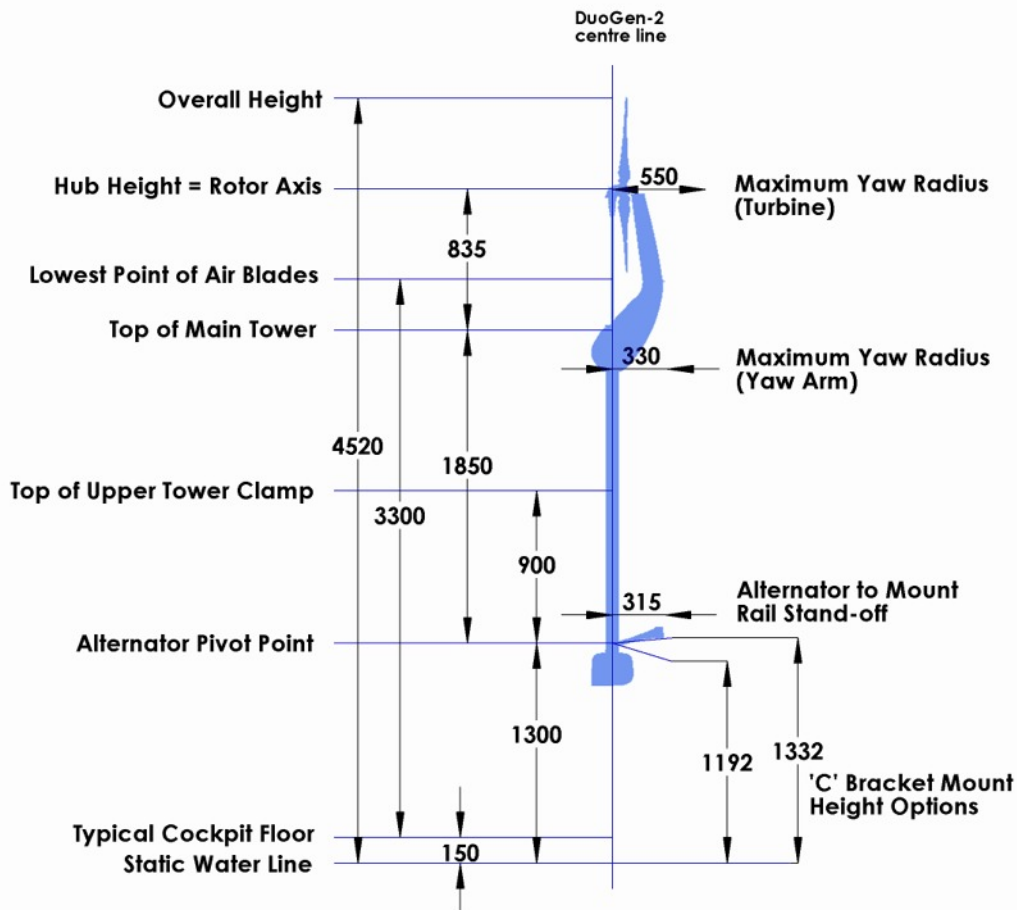 DuoGen-2
centre line
Overall Height
Hub Height = Rotor Axis
550
Maximum Yaw Radius
(Turbine)
835
Lowest Point of Air Blades
Top of Main Tower
330
Maximum Yaw Radius
(Yaw Arm)
4520
1850
Top of Upper Tower Clamp
3300
900
315
Alternator to Mount
Rail Stand-off
Alternator Pivot Point
1300
1192
1332
'C' Bracket Mount
Height Options
Typical Cockpit Floor
150
Static Water Line